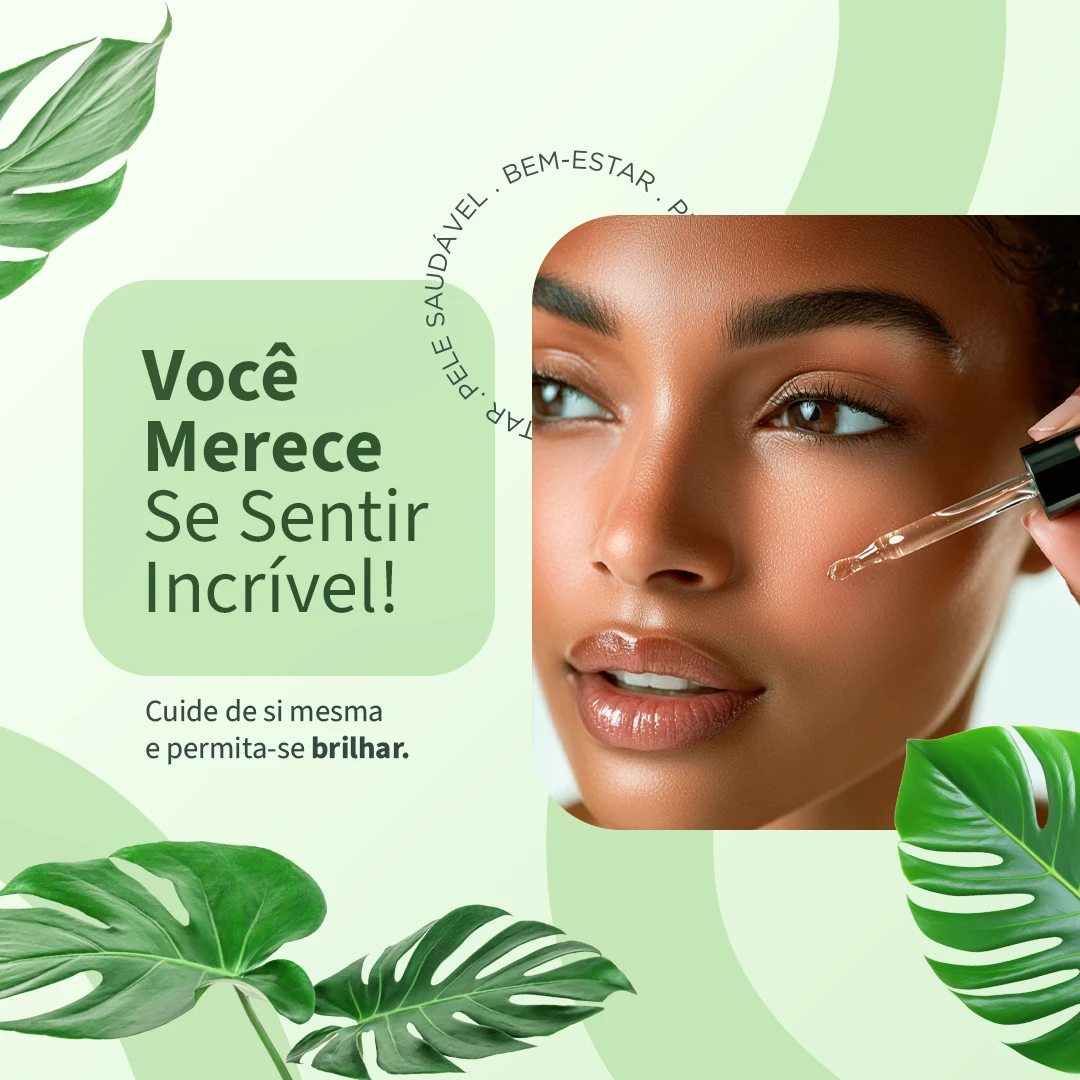 PELE SAUDÁVEL . BEM-ESTAR .
Você
Merece
Se Sentir
Incrível!
Cuide de si mesma
e permita-se brilhar.